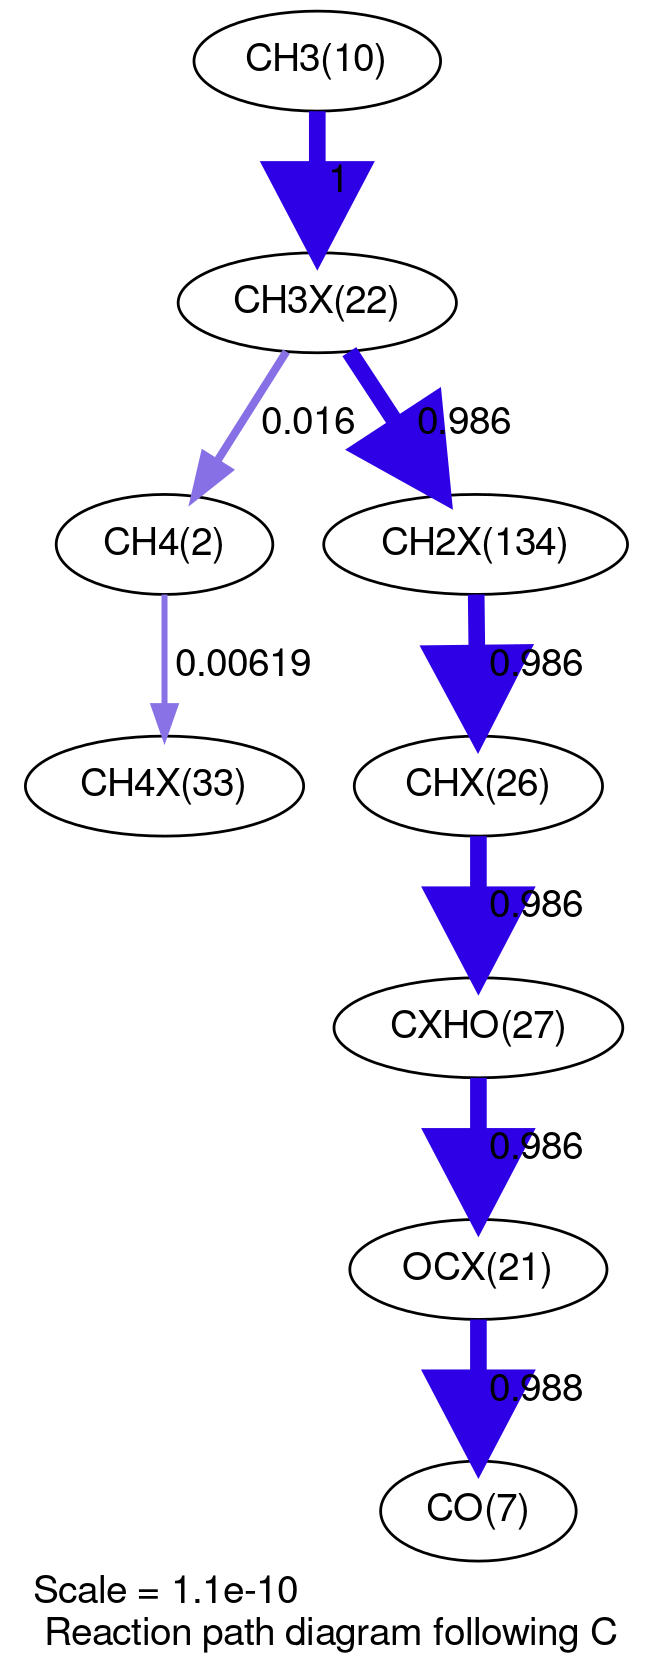 CH3(10)
1
CH3X(22)
0.016
0.986
CH4(2)
CH2X(134)
0.00619
0.986
CH4X(33)
CHX(26)
0.986
CXHO(27)
0.986
OCX(21)
0.988
CO(7)
Scale = 1.1e-10
Reaction path diagram following C